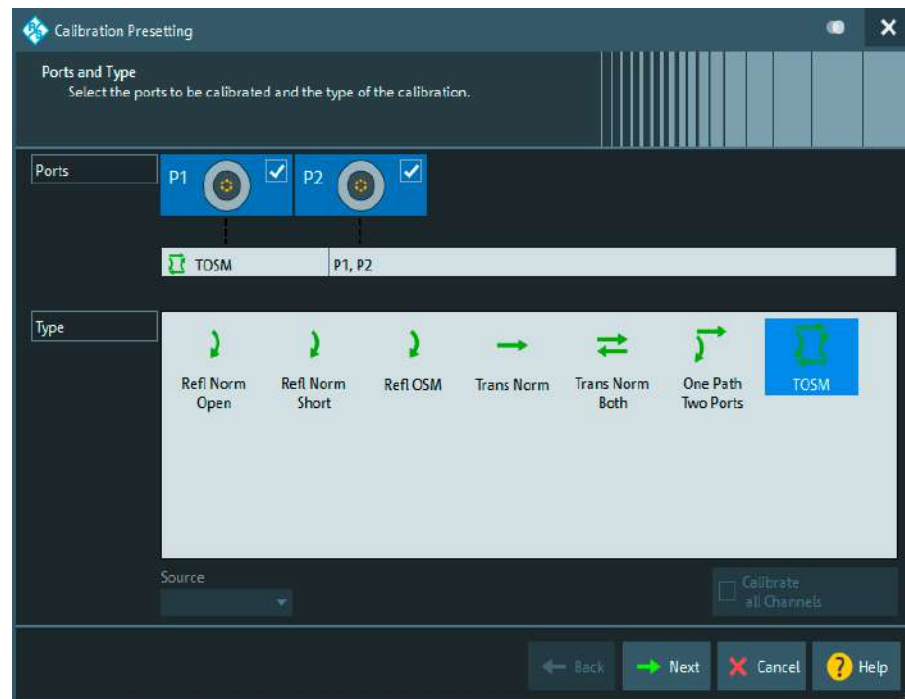 Calibration Presetting
Ports and Type
Select the ports to be calibrated and the type of the calibration.
Ports
P1
P2
TOSM
P1, P2
Type
Refl Norm
Open
Refl Norm
Short
Refl OSM
Trans Norm
Trans Norm
Both
One Path
Two Ports
TOSM
Source
Calibrate
all Channels
Back
Next
Cancel
? Help